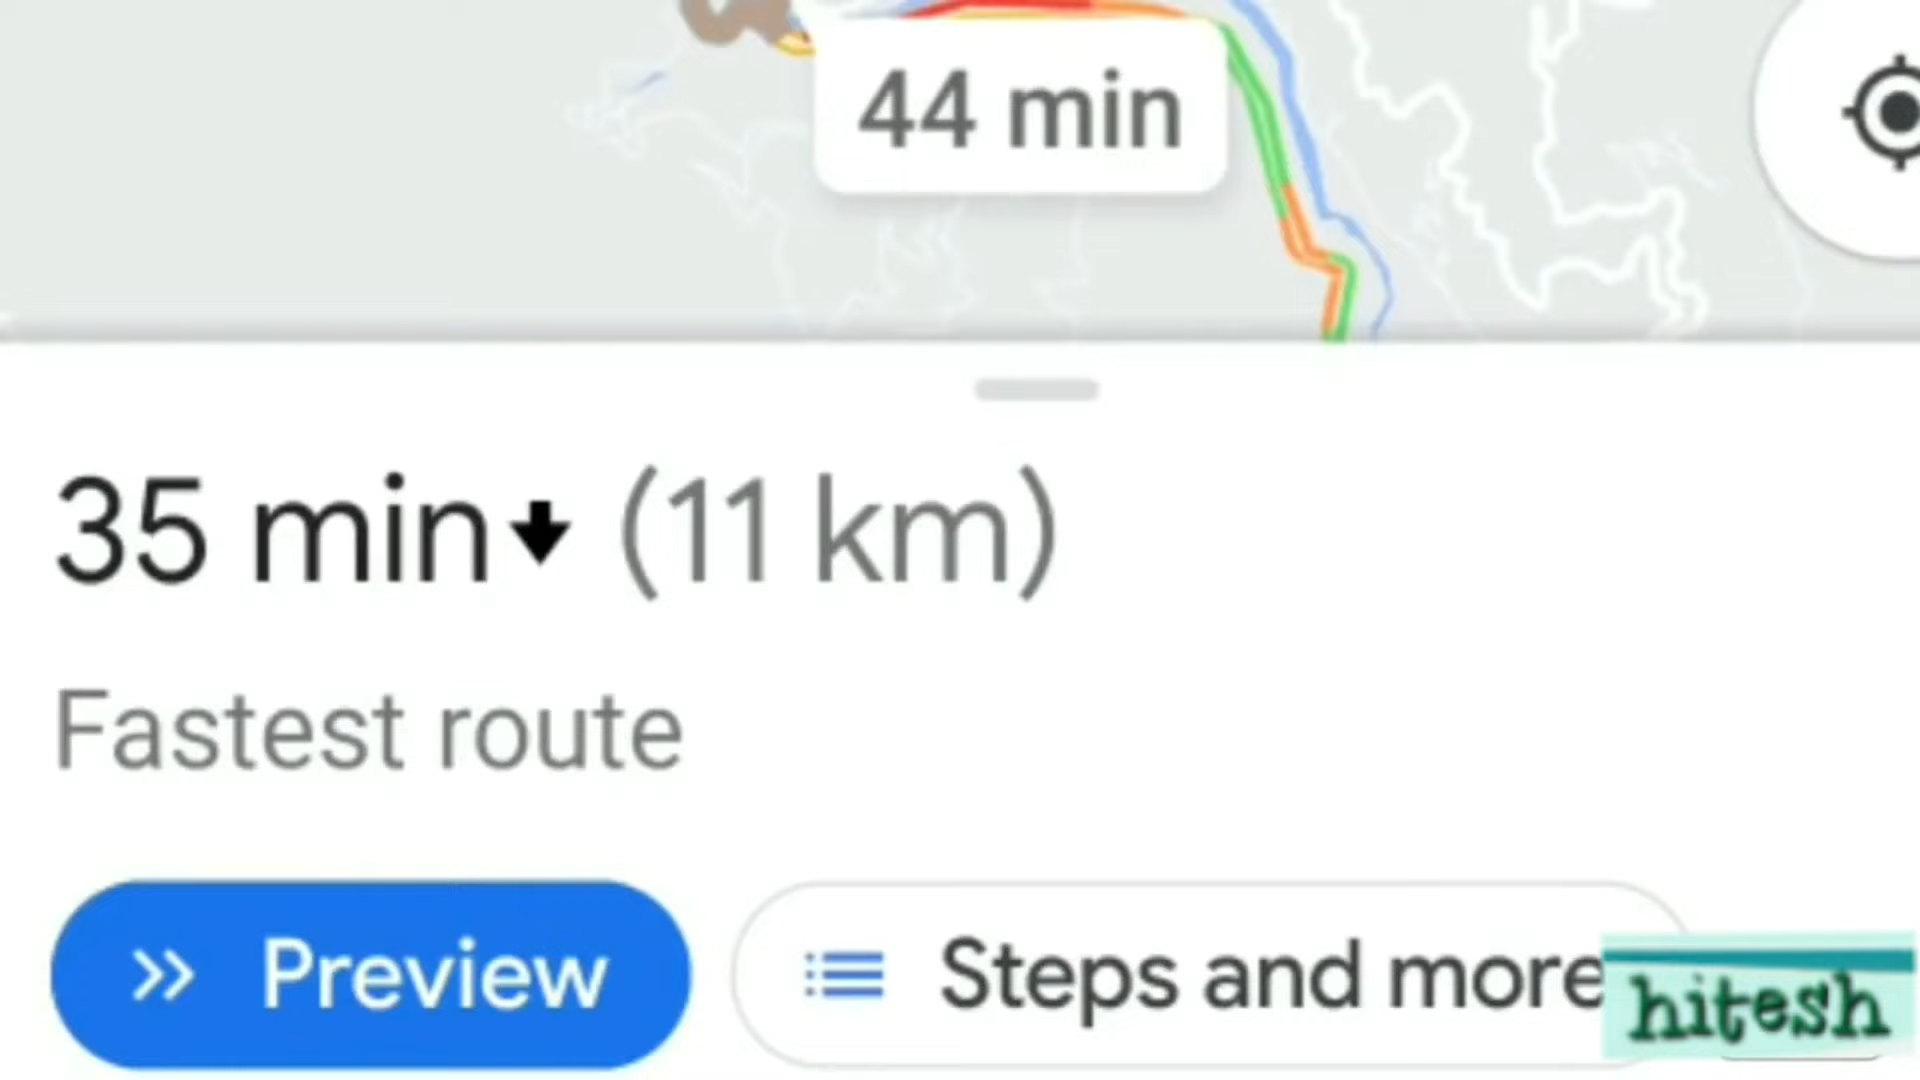 44 min
35 min (11 km)
Fastest route
Preview
Steps and more
hitesh